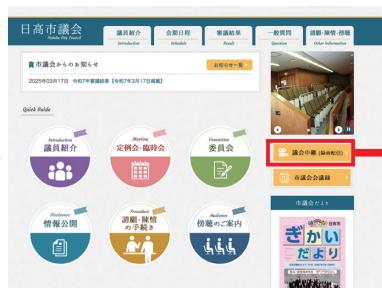 日高市議会
Hidaka City Council
議員紹介
Introduction
会期日程
Schedule
審議結果
Result
一般質問
Question
請願・陳情・傍聴
Other Information
市議会からのお知らせ
お知らせ一覧
2025年03月17日 令和7年審議結果【令和7年3月17日掲載】
Quick Guide
Introduction
議員紹介
Meeting
定例会・臨時会
Committee
委員会
議会中継(録画配信)
市議会会議録
Disclosure
情報公開
Procedure
請願・陳情
の手続き
Audience
傍聴のご案内
市議会だより
ぎかい
だより